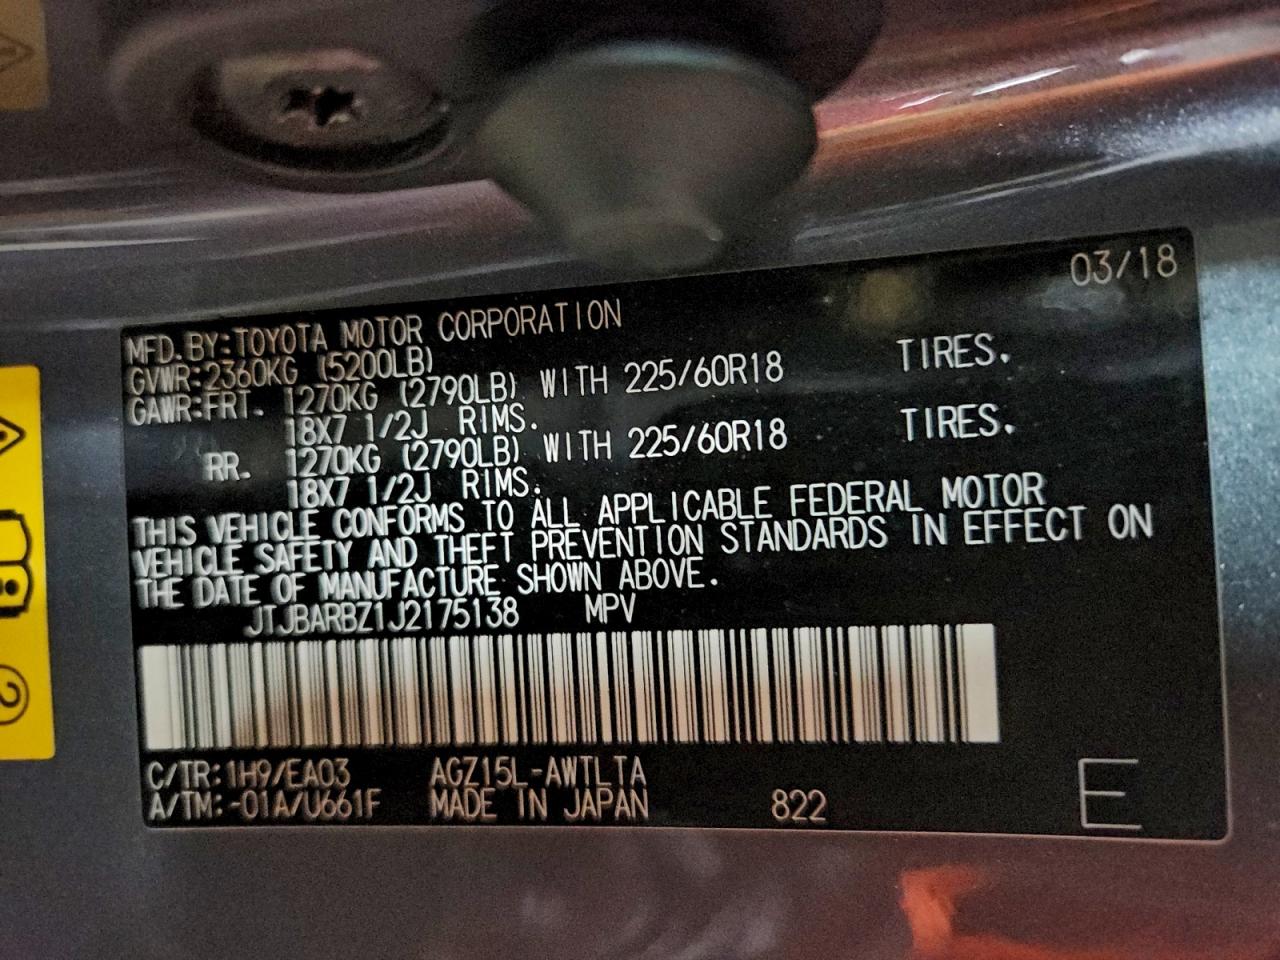 03/18
MFD.BY:TOYOTA MOTOR CORPORATION
GVWR:2360KG (5200LB)
GAWR:FRT. 1270KG (2790LB) WITH 225/60R18 TIRES.
18X7 1/2J RIMS.
RR. 1270KG (2790LB) WITH 225/60R18 TIRES.
18X7 1/2J RIMS.
THIS VEHICLE CONFORMS TO ALL APPLICABLE FEDERAL MOTOR
VEHICLE SAFETY AND THEFT PREVENTION STANDARDS IN EFFECT ON
THE DATE OF MANUFACTURE SHOWN ABOVE.
JTJBARBZ1J2175138 MPV
C/TR:1H9/EA03 AGZ15L-AWTLTA
A/TM:-01A/U661F MADE IN JAPAN 822 E
2